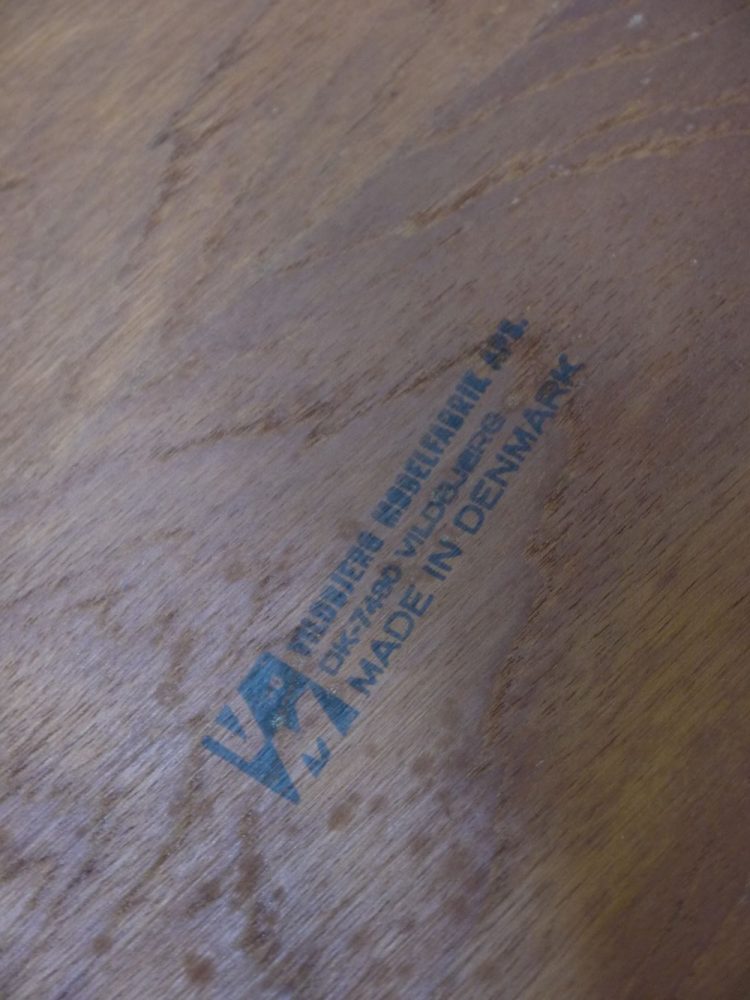 VILDBJERG MØBELFABRIK APS.
DK-7480 VILDBJERG
MADE IN DENMARK